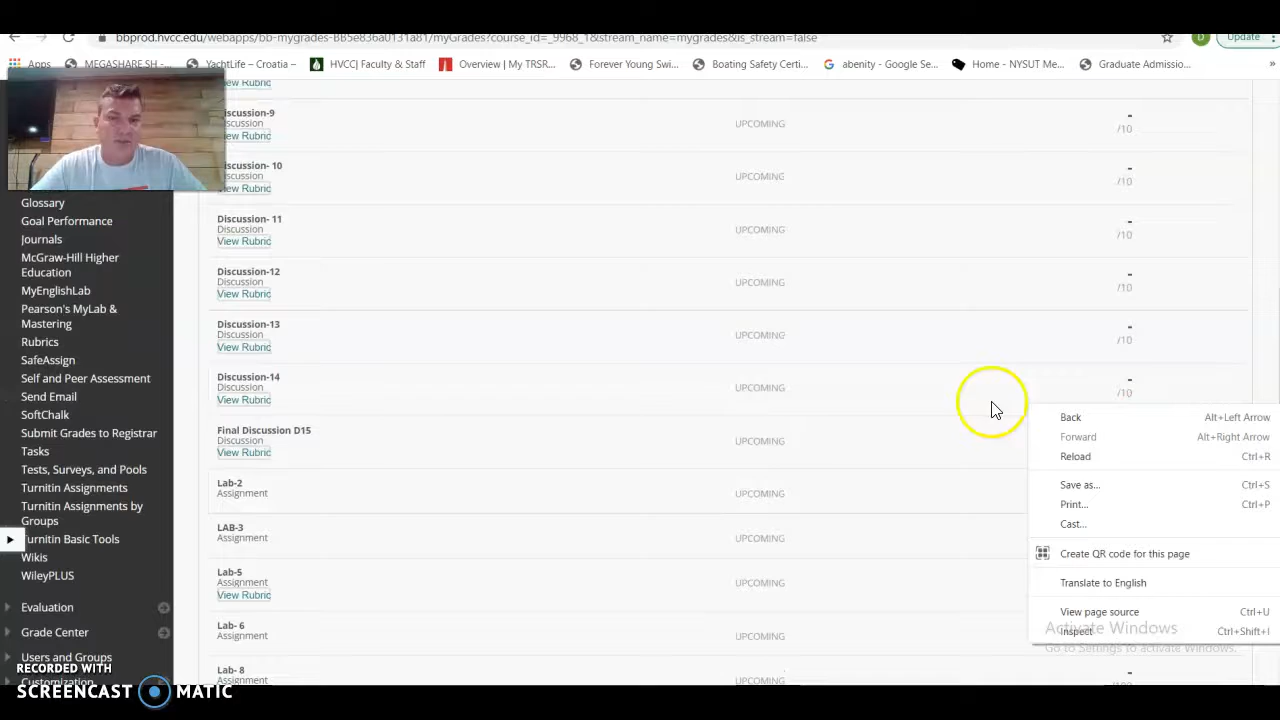 bbprod.hvcc.edu/webapps/bb-mygrades-BB5e836a0131a81/myGrades?course_id=_9968_1&stream_name=mygrades&is_stream=false
D
Update
Apps
MEGASHARE.SH -...
YachtLife – Croatia –
HVCC| Faculty & Staff
Overview | My TRSR...
Forever Young Swi...
Boating Safety Certi...
abenity - Google Se...
Home - NYSUT Me...
Graduate Admissio...
»
View Rubric
Discussion-9
Discussion
View Rubric
UPCOMING
-
/10
Discussion- 10
Discussion
View Rubric
UPCOMING
-
/10
Discussion- 11
Discussion
View Rubric
UPCOMING
-
/10
Discussion-12
Discussion
View Rubric
UPCOMING
-
/10
Discussion-13
Discussion
View Rubric
UPCOMING
-
/10
Discussion-14
Discussion
View Rubric
UPCOMING
-
/10
Final Discussion D15
Discussion
View Rubric
UPCOMING
Lab-2
Assignment
UPCOMING
LAB-3
Assignment
UPCOMING
Lab-5
Assignment
View Rubric
UPCOMING
Lab- 6
Assignment
UPCOMING
Lab- 8
Assignment
UPCOMING
-
Glossary
Goal Performance
Journals
McGraw-Hill Higher
Education
MyEnglishLab
Pearson's MyLab &
Mastering
Rubrics
SafeAssign
Self and Peer Assessment
Send Email
SoftChalk
Submit Grades to Registrar
Tasks
Tests, Surveys, and Pools
Turnitin Assignments
Turnitin Assignments by
Groups
Turnitin Basic Tools
Wikis
WileyPLUS
Evaluation
Grade Center
Users and Groups
Customization
Back Alt+Left Arrow
Forward Alt+Right Arrow
Reload Ctrl+R
Save as... Ctrl+S
Print... Ctrl+P
Cast...
Create QR code for this page
Translate to English
View page source Ctrl+U
Inspect Ctrl+Shift+I
Activate Windows
Go to Settings to activate Windows.
RECORDED WITH
SCREENCAST MATIC